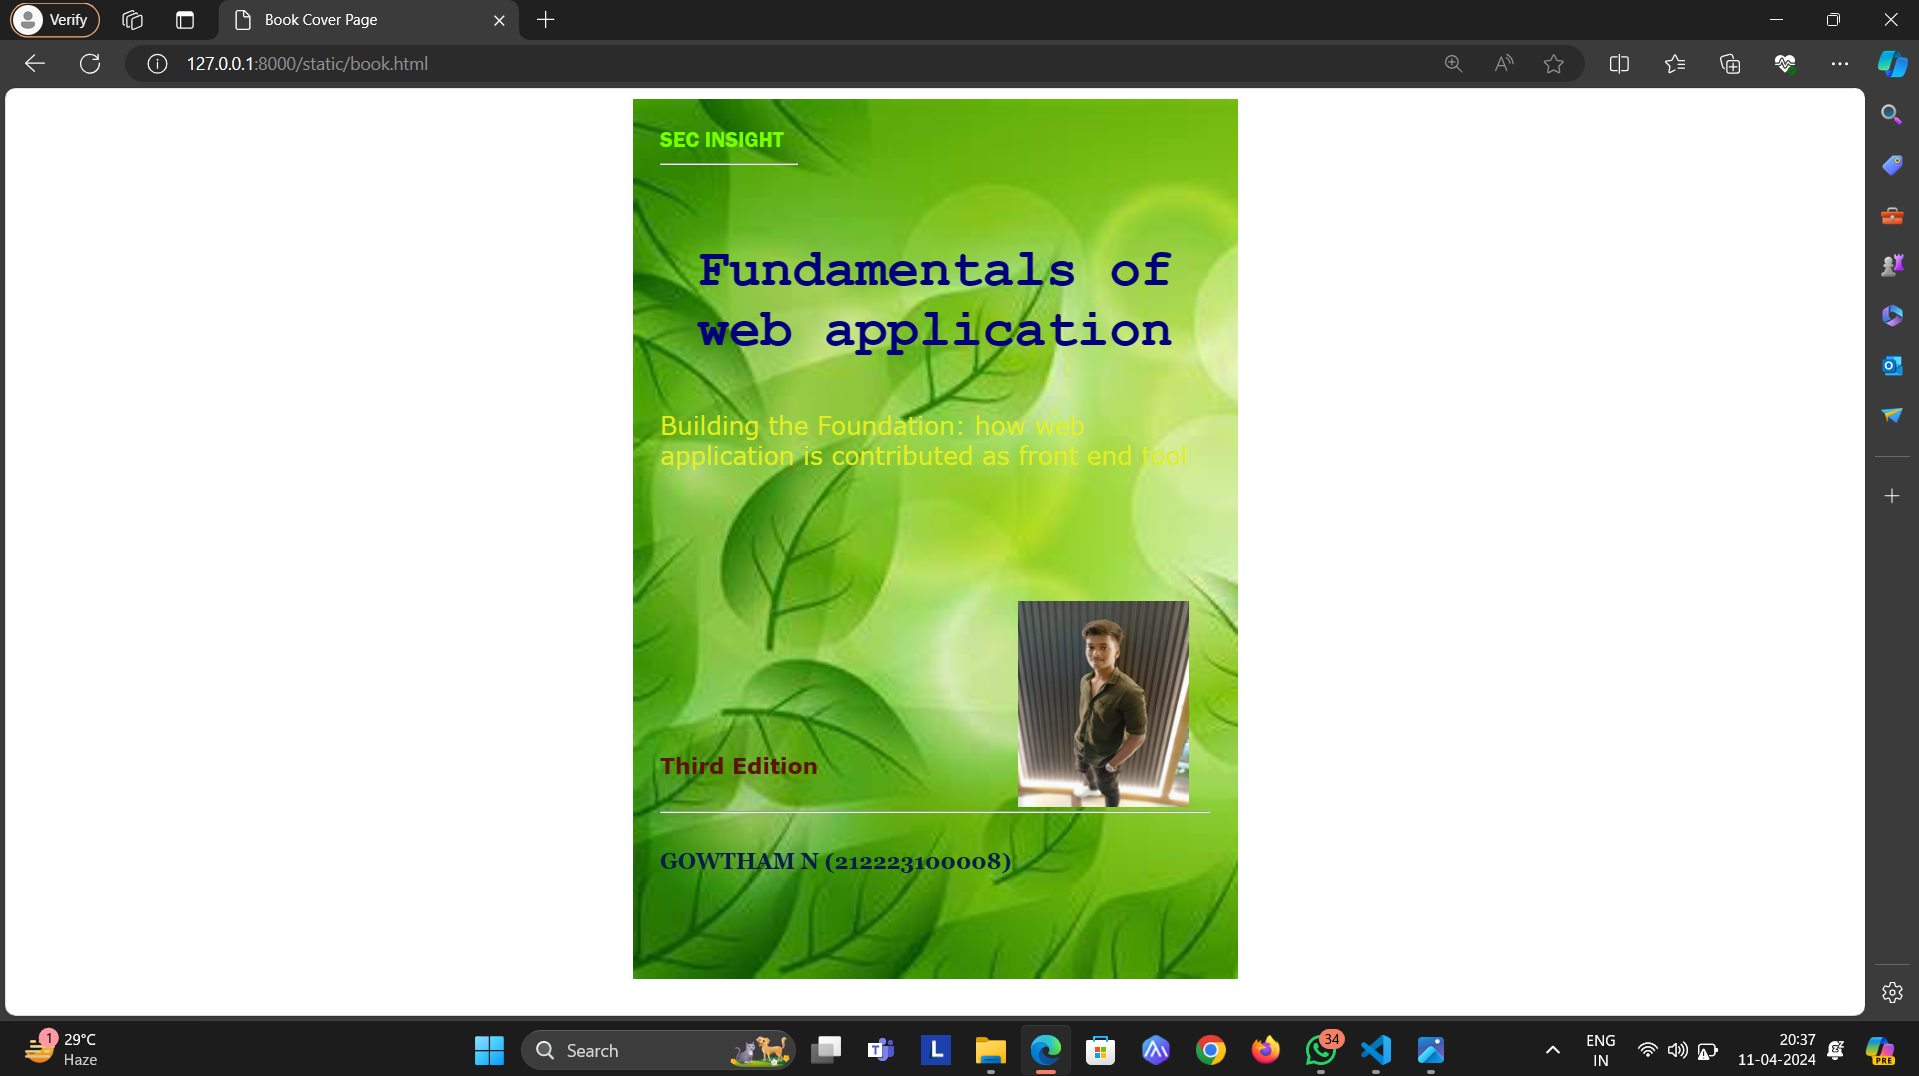 Verify
Book Cover Page
127.0.0.1:8000/static/book.html
SEC INSIGHT
Fundamentals of
web application
Building the Foundation: how web
application is contributed as front end tool
Third Edition
GOWTHAM N (212223100008)
1
29°C
Haze
Search
T
L
34
ENG
IN
20:37
11-04-2024
PRE